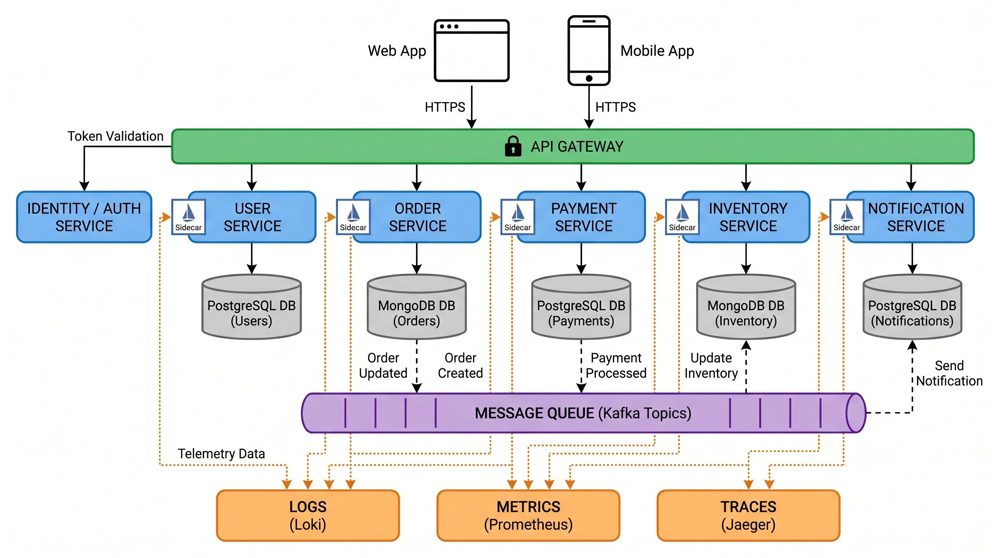 Web App
Mobile App
HTTPS
HTTPS
Token Validation
API GATEWAY
IDENTITY / AUTH
SERVICE
Sidecar
USER
SERVICE
Sidecar
ORDER
SERVICE
Sidecar
PAYMENT
SERVICE
Sidecar
INVENTORY
SERVICE
Sidecar
NOTIFICATION
SERVICE
PostgreSQL DB
(Users)
MongoDB DB
(Orders)
PostgreSQL DB
(Payments)
MongoDB DB
(Inventory)
PostgreSQL DB
(Notifications)
Order
Updated
Order
Created
Payment
Processed
Update
Inventory
Send
Notification
MESSAGE QUEUE (Kafka Topics)
Telemetry Data
LOGS
(Loki)
METRICS
(Prometheus)
TRACES
(Jaeger)